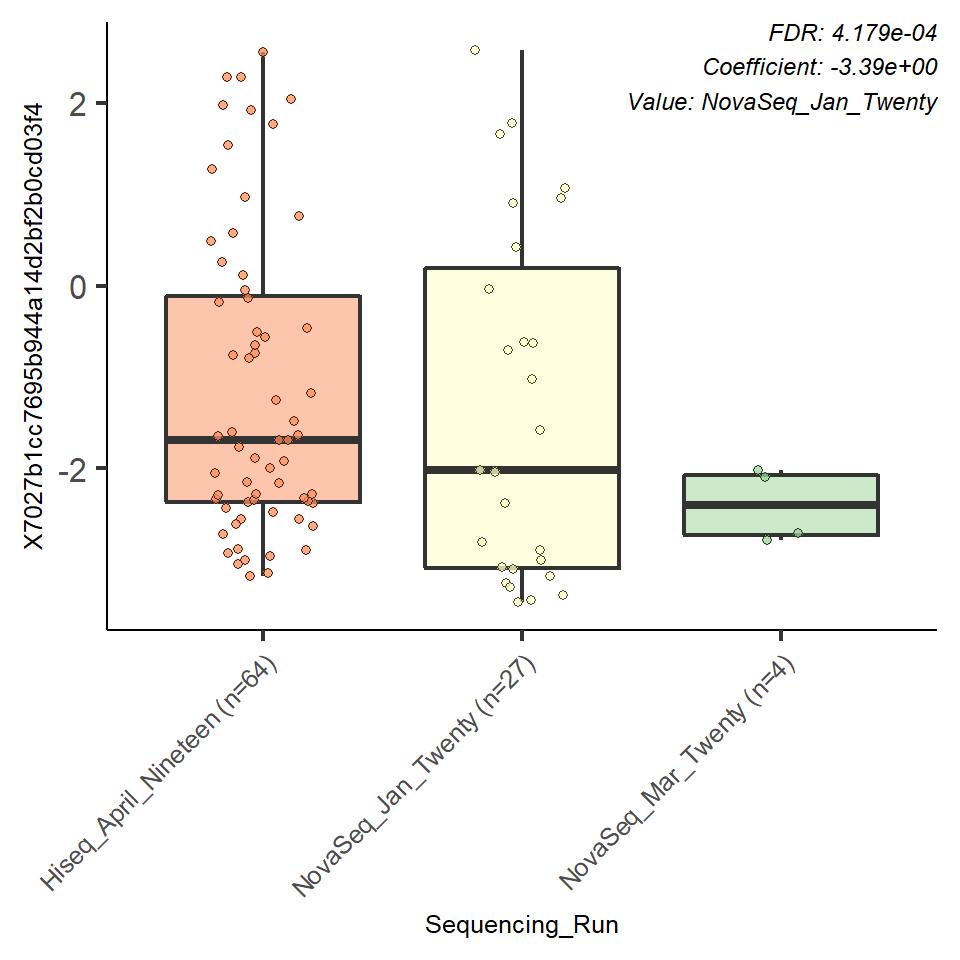 FDR: 4.179e-04
Coefficient: -3.39e+00
Value: NovaSeq_Jan_Twenty
X7027b1cc7695b944a14d2bf2b0cd03f4
2
0
-2
Hiseq_April_Nineteen (n=64)
NovaSeq_Jan_Twenty (n=27)
NovaSeq_Mar_Twenty (n=4)
Sequencing_Run